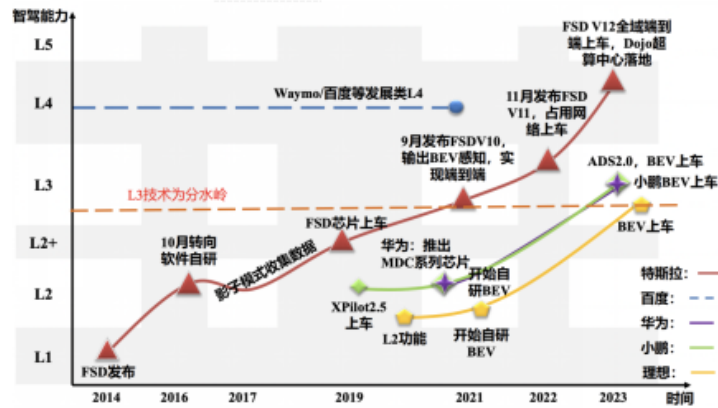 智驾能力
L5
L4
L3
L2+
L2
L1
FSD V12全域端到
端上车，Dojo超
算中心落地
Waymo/百度等发展类L4
11月发布FSD
V11，占用网
络上车
9月发布FSDV10，
输出BEV感知，实
现端到端
ADS2.0，BEV上车
小鹏BEV上车
L3技术为分水岭
BEV上车
FSD芯片上车
10月转向
软件自研
影子模式收集数据
华为：推出
MDC系列芯片
开始自
研BEV
XPilot2.5
上车
L2功能
开始自研
BEV
FSD发布
特斯拉：
百度：
华为：
小鹏：
理想：
2014
2016
2017
2019
2021
2022
2023
时间